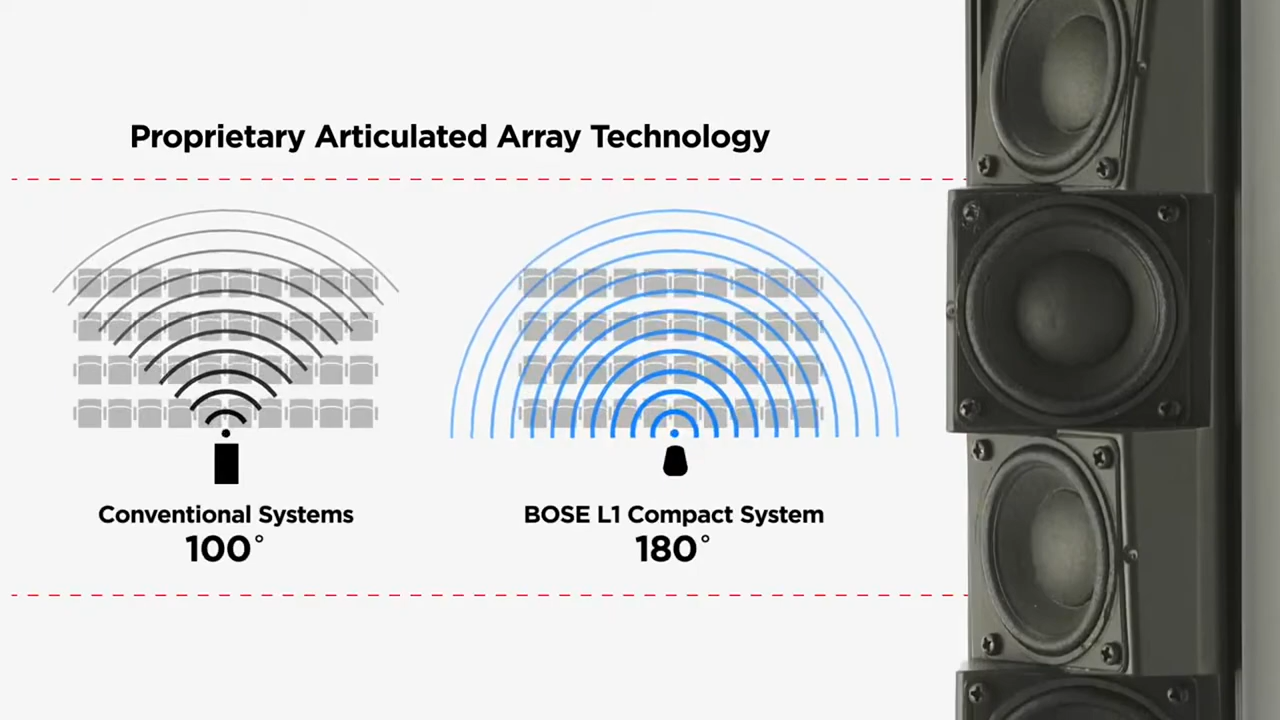 Proprietary Articulated Array Technology
Conventional Systems
100°
BOSE L1 Compact System
180°